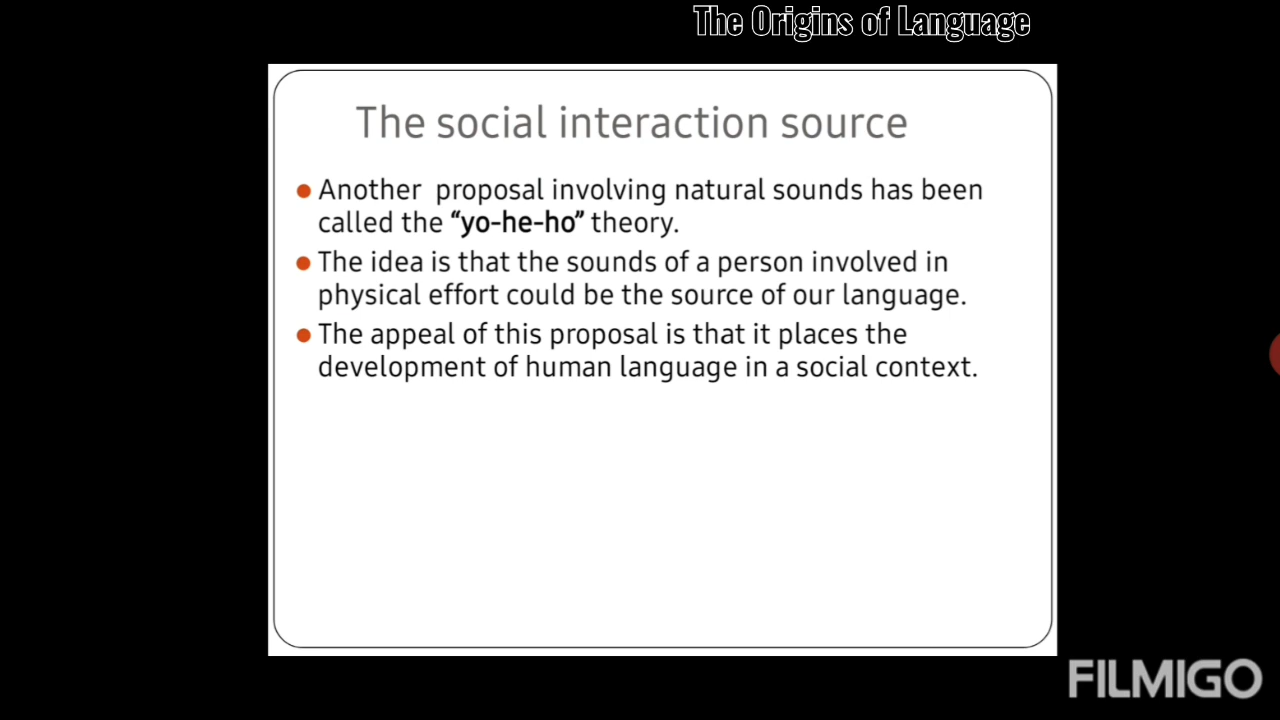 The Origins of Language
The social interaction source
Another proposal involving natural sounds has been
called the “yo-he-ho” theory.
The idea is that the sounds of a person involved in
physical effort could be the source of our language.
The appeal of this proposal is that it places the
development of human language in a social context.
FILMIGO